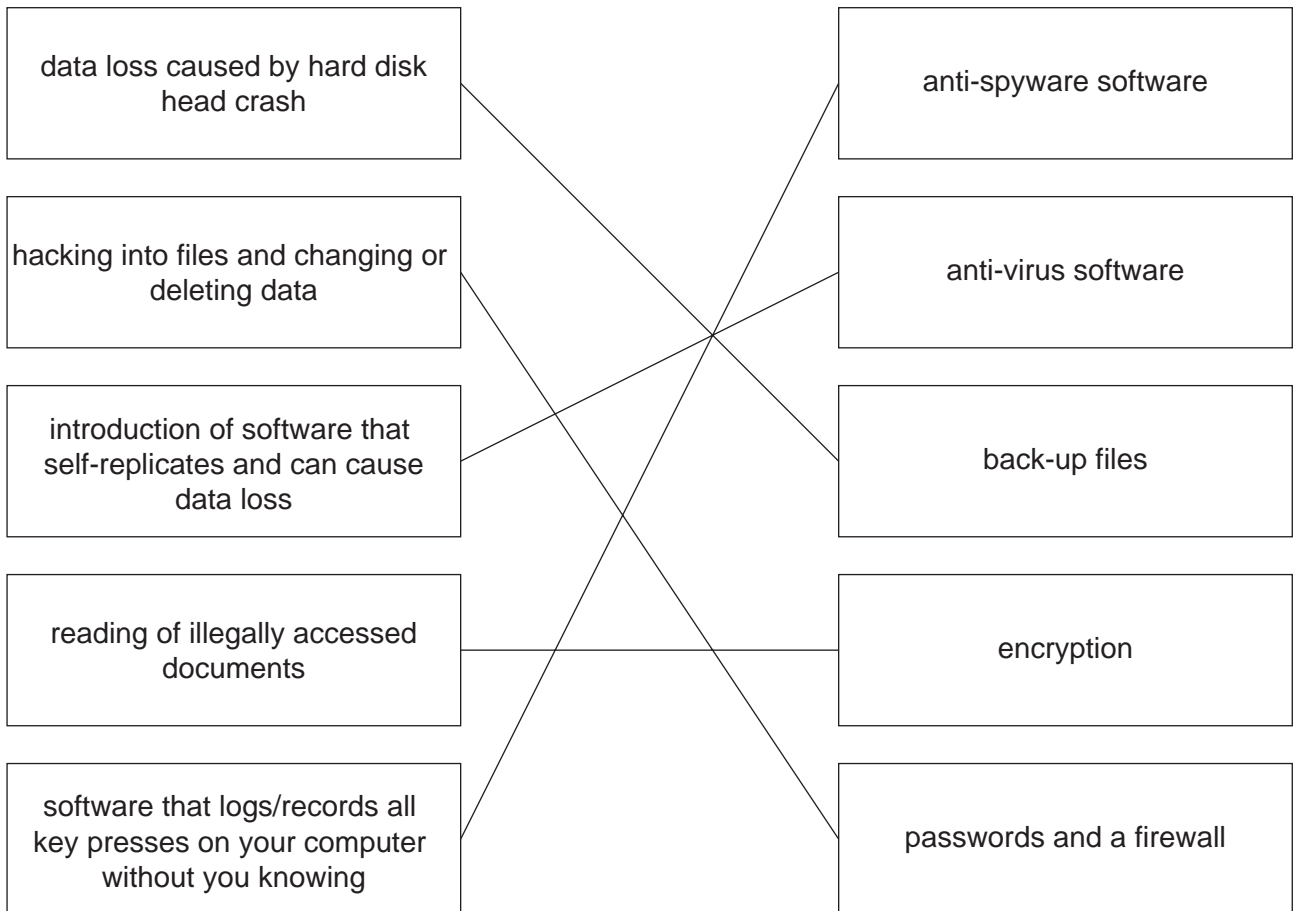 data loss caused by hard disk
head crash
anti-spyware software
hacking into files and changing or
deleting data
anti-virus software
introduction of software that
self-replicates and can cause
data loss
back-up files
reading of illegally accessed
documents
encryption
software that logs/records all
key presses on your computer
without you knowing
passwords and a firewall